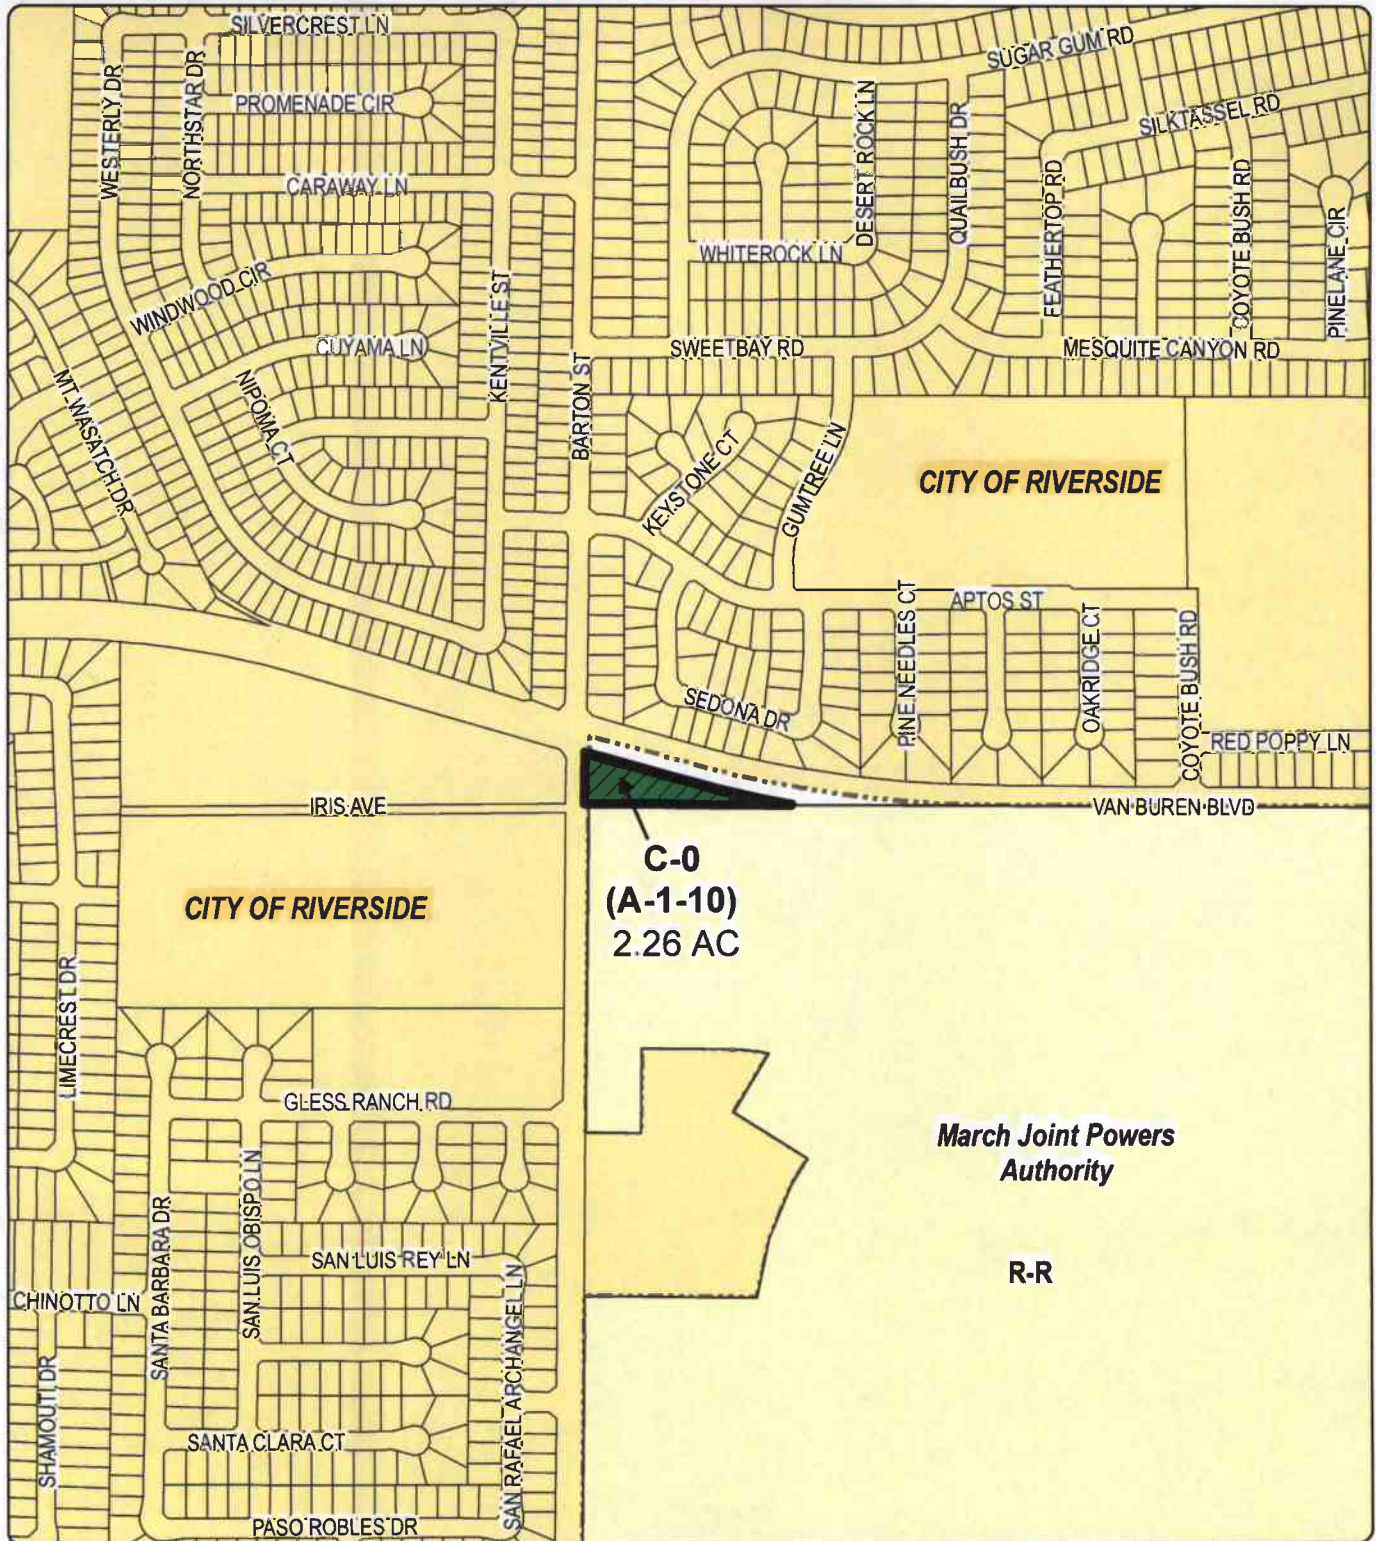 SILVERCREST LN
SUGAR GUM RD
WESTERLY DR
NORTHSTAR DR
PROMENADE CIR
DESERT ROCK LN
QUAILBUSH DR
SILKTASSEL RD
CARAWAY LN
FEATHERTOP RD
COYOTE BUSH RD
PINELANE CIR
WHITEROCK LN
WINDWOOD CIR
KENTVILLE ST
CUYAMA LN
SWEETBAY RD
MESQUITE CANYON RD
MT WASATCH DR
NIPOMA CT
BARTON ST
KEYSTONE CT
GUMTREE LN
CITY OF RIVERSIDE
PINE NEEDLES CT
APTOS ST
OAKRIDGE CT
COYOTE BUSH RD
SEDONA DR
RED POPPY LN
IRIS AVE
VAN BUREN BLVD
C-0
(A-1-10)
2.26 AC
CITY OF RIVERSIDE
LIMECREST DR
GLESS RANCH RD
March Joint Powers
Authority
SANTA BARBARA DR
SAN LUIS OBISPO LN
SAN LUIS REY LN
R-R
CHINOTTO LN
SAN RAFAEL ARCHANGEL LN
SHAMOUTI DR
SANTA CLARA CT
PASO ROBLES DR